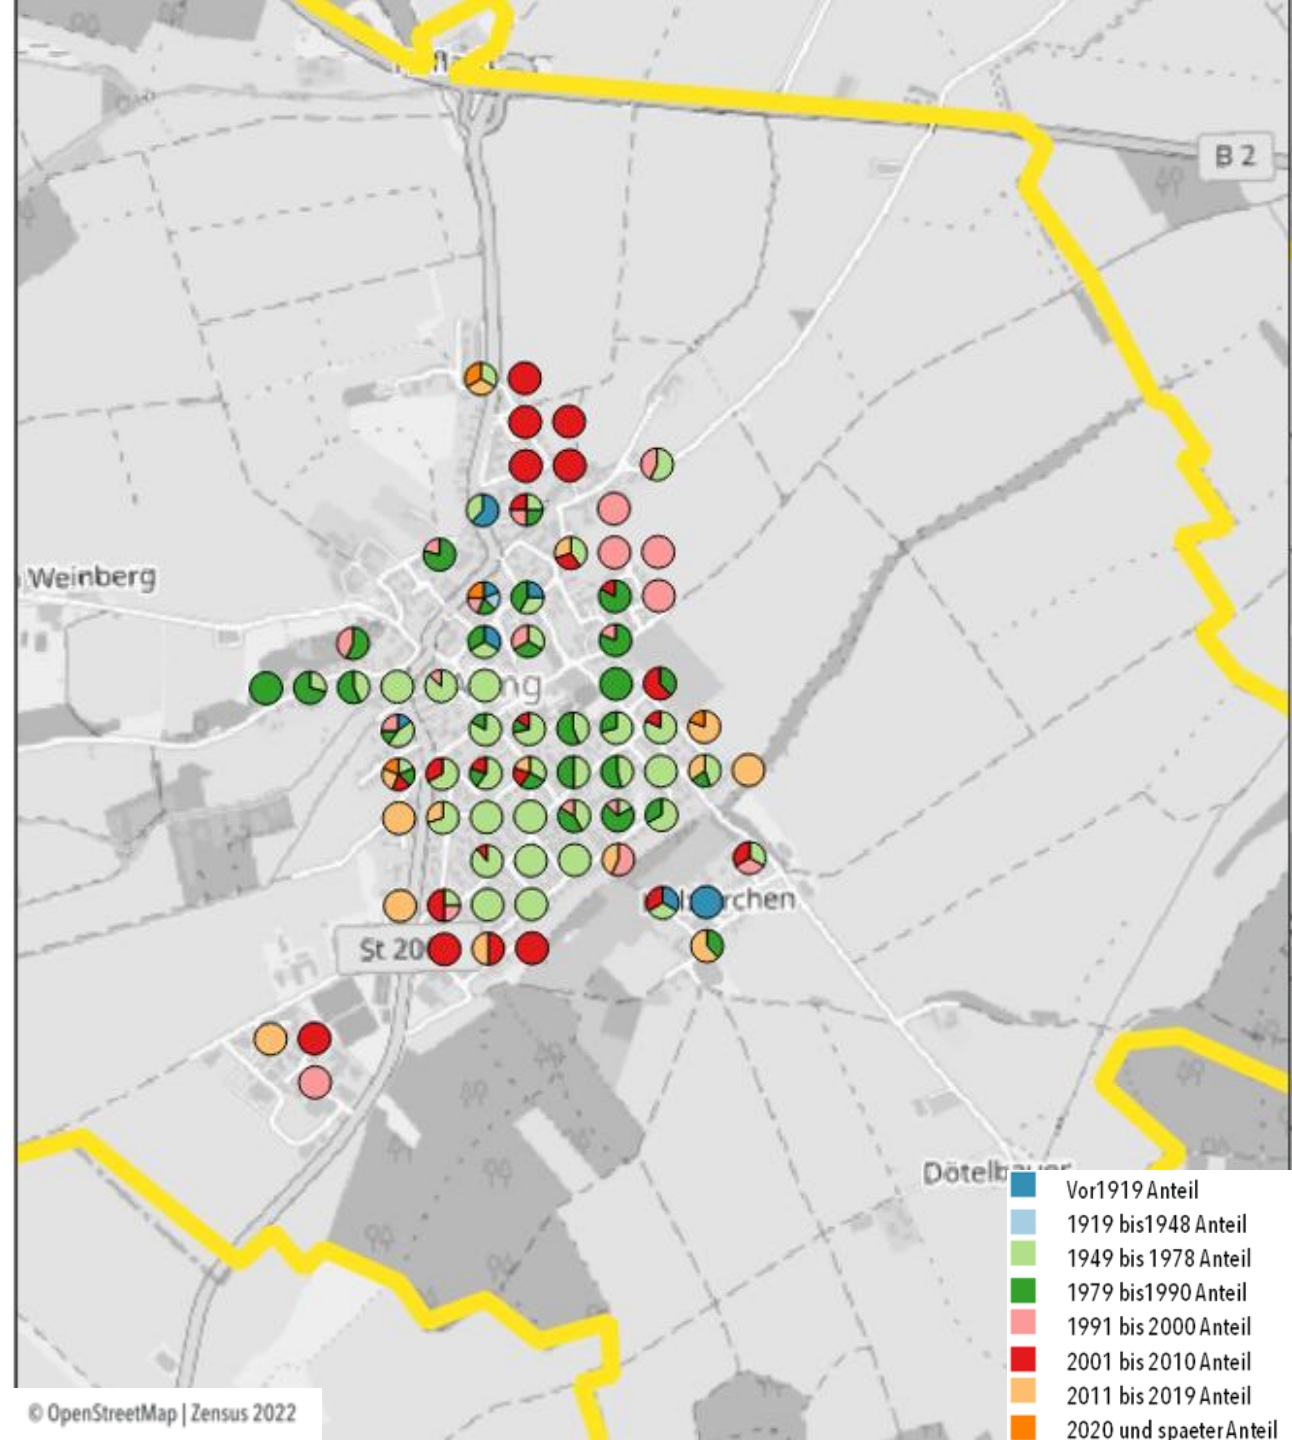 B 2
Weinberg
St 20
Dötelbauer
Vor1919 Anteil
1919 bis1948 Anteil
1949 bis 1978 Anteil
1979 bis1990 Anteil
1991 bis 2000 Anteil
2001 bis 2010 Anteil
2011 bis 2019 Anteil
2020 und spaeter Anteil
© OpenStreetMap | Zensus 2022